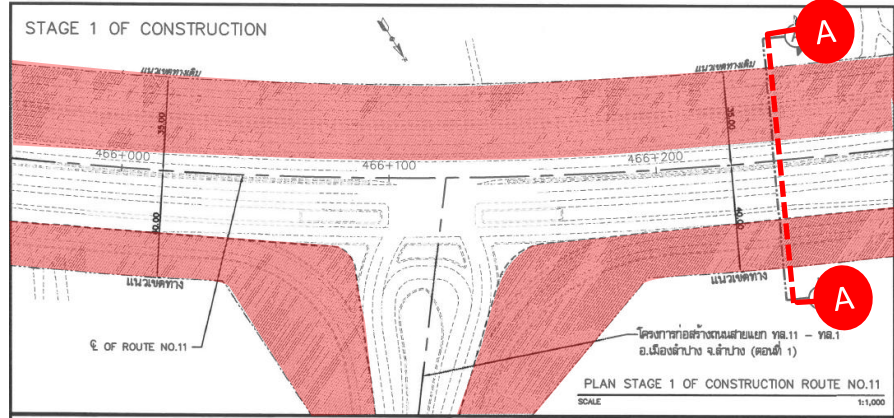 STAGE 1 OF CONSTRUCTION
A
แนวเขตทางเดิม
แนวเขตทางเดิม
35.00
35.00
466+000
466+100
466+200
40.00
40.00
แนวเขตทาง
แนวเขตทาง
A
℄ OF ROUTE NO.11
โครงการก่อสร้างถนนสายแยก ทล.11 - ทล.1
อ.เมืองลำปาง จ.ลำปาง (ตอนที่ 1)
PLAN STAGE 1 OF CONSTRUCTION ROUTE NO.11
SCALE 1:1,000